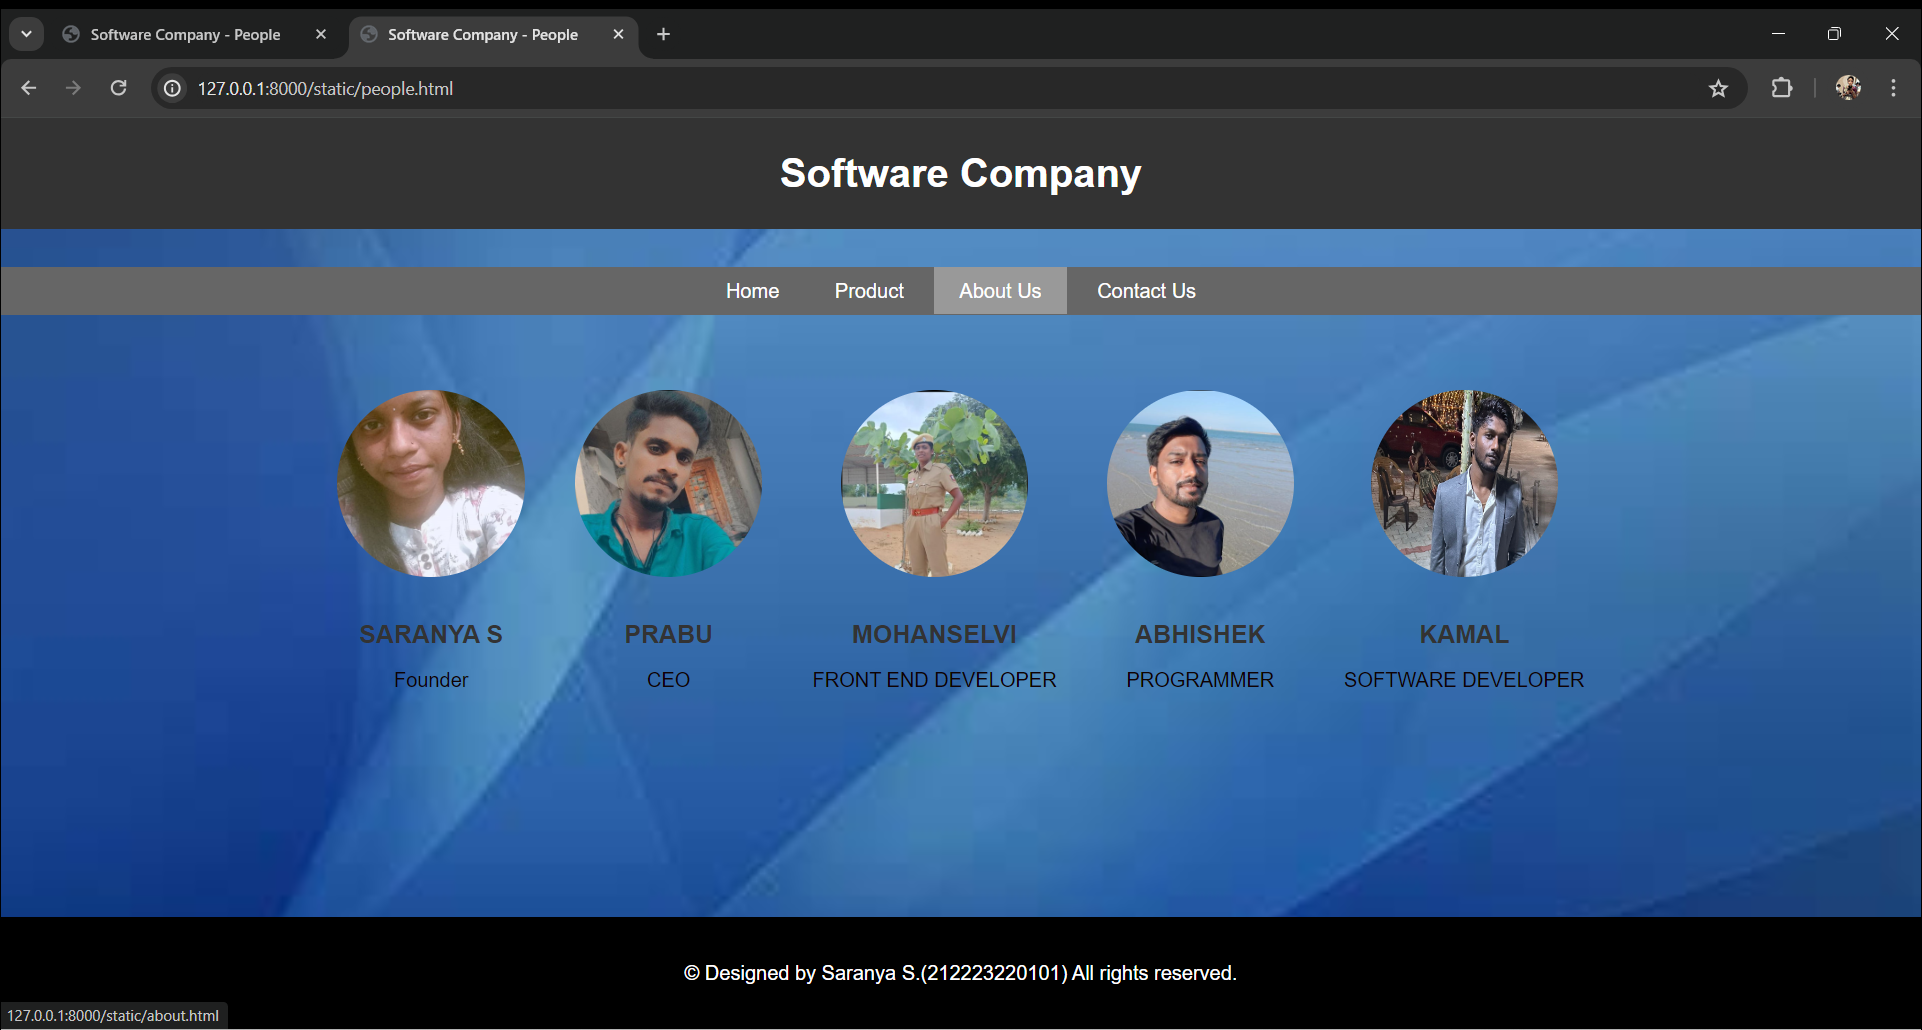 Software Company - People
Software Company - People
127.0.0.1:8000/static/people.html
Software Company
Home Product About Us Contact Us
SARANYA S PRABU MOHANSELVI ABHISHEK KAMAL
Founder CEO FRONT END DEVELOPER PROGRAMMER SOFTWARE DEVELOPER
© Designed by Saranya S.(212223220101) All rights reserved.
127.0.0.1:8000/static/about.html